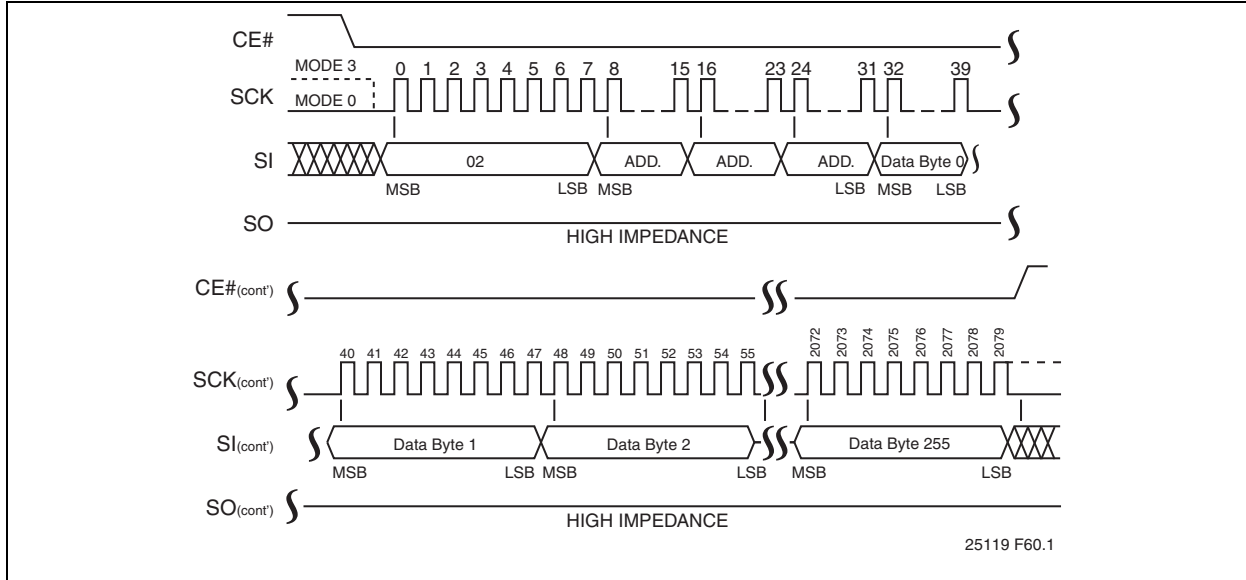 CE#
MODE 3
0 1 2 3 4 5 6 7 8 15 16 23 24 31 32 39
SCK
MODE 0
SI
02
ADD.
ADD.
ADD.
Data Byte 0
MSB
LSB
MSB
LSB
MSB
LSB
SO
HIGH IMPEDANCE
CE#(cont')
40 41 42 43 44 45 46 47 48 49 50 51 52 53 54 55
2072 2073 2074 2075 2076 2077 2078 2079
SCK(cont')
SI(cont')
Data Byte 1
Data Byte 2
Data Byte 255
MSB
LSB
MSB
LSB
MSB
LSB
SO(cont')
HIGH IMPEDANCE
25119 F60.1